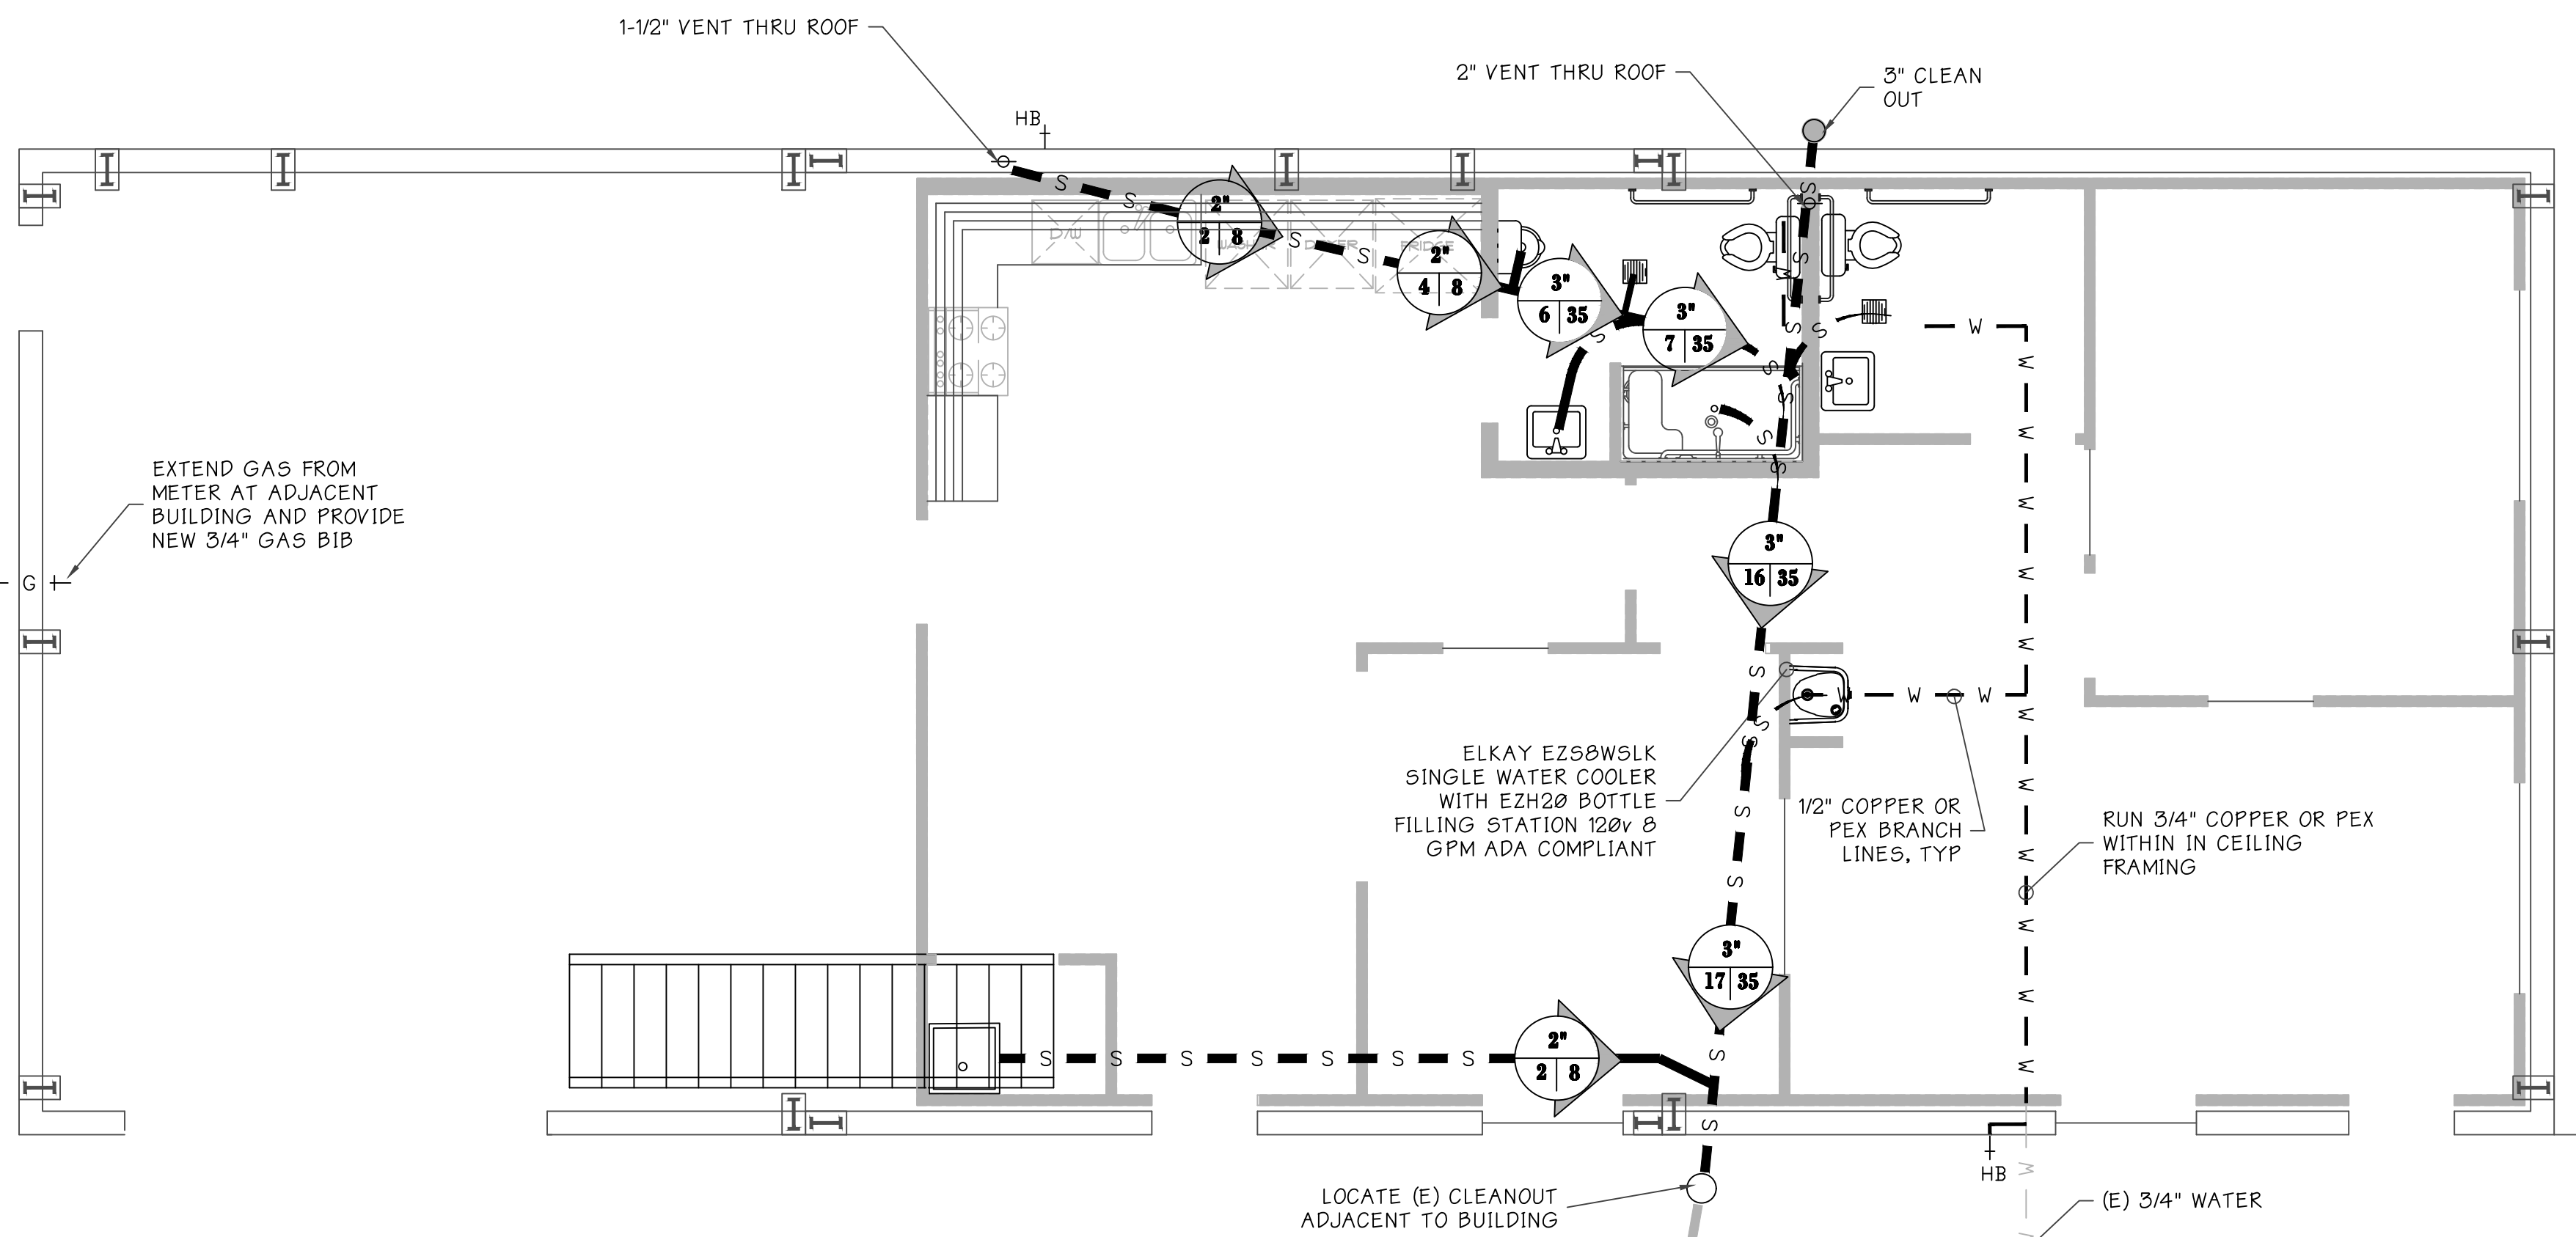 1-1/2" VENT THRU ROOF
2" VENT THRU ROOF
3" CLEAN
OUT
HB
D/W
WASHER
DRYER
FRIDGE
2"
2 8
2"
4 8
3"
6 35
3"
7 35
3"
16 35
EXTEND GAS FROM
METER AT ADJACENT
BUILDING AND PROVIDE
NEW 3/4" GAS BIB
G
ELKAY EZS8WSLK
SINGLE WATER COOLER
WITH EZH20 BOTTLE
FILLING STATION 120v 8
GPM ADA COMPLIANT
1/2" COPPER OR
PEX BRANCH
LINES, TYP
RUN 3/4" COPPER OR PEX
WITHIN IN CEILING
FRAMING
3"
17 35
2"
2 8
S S S S S S S
W W
W
HB
LOCATE (E) CLEANOUT
ADJACENT TO BUILDING
(E) 3/4" WATER